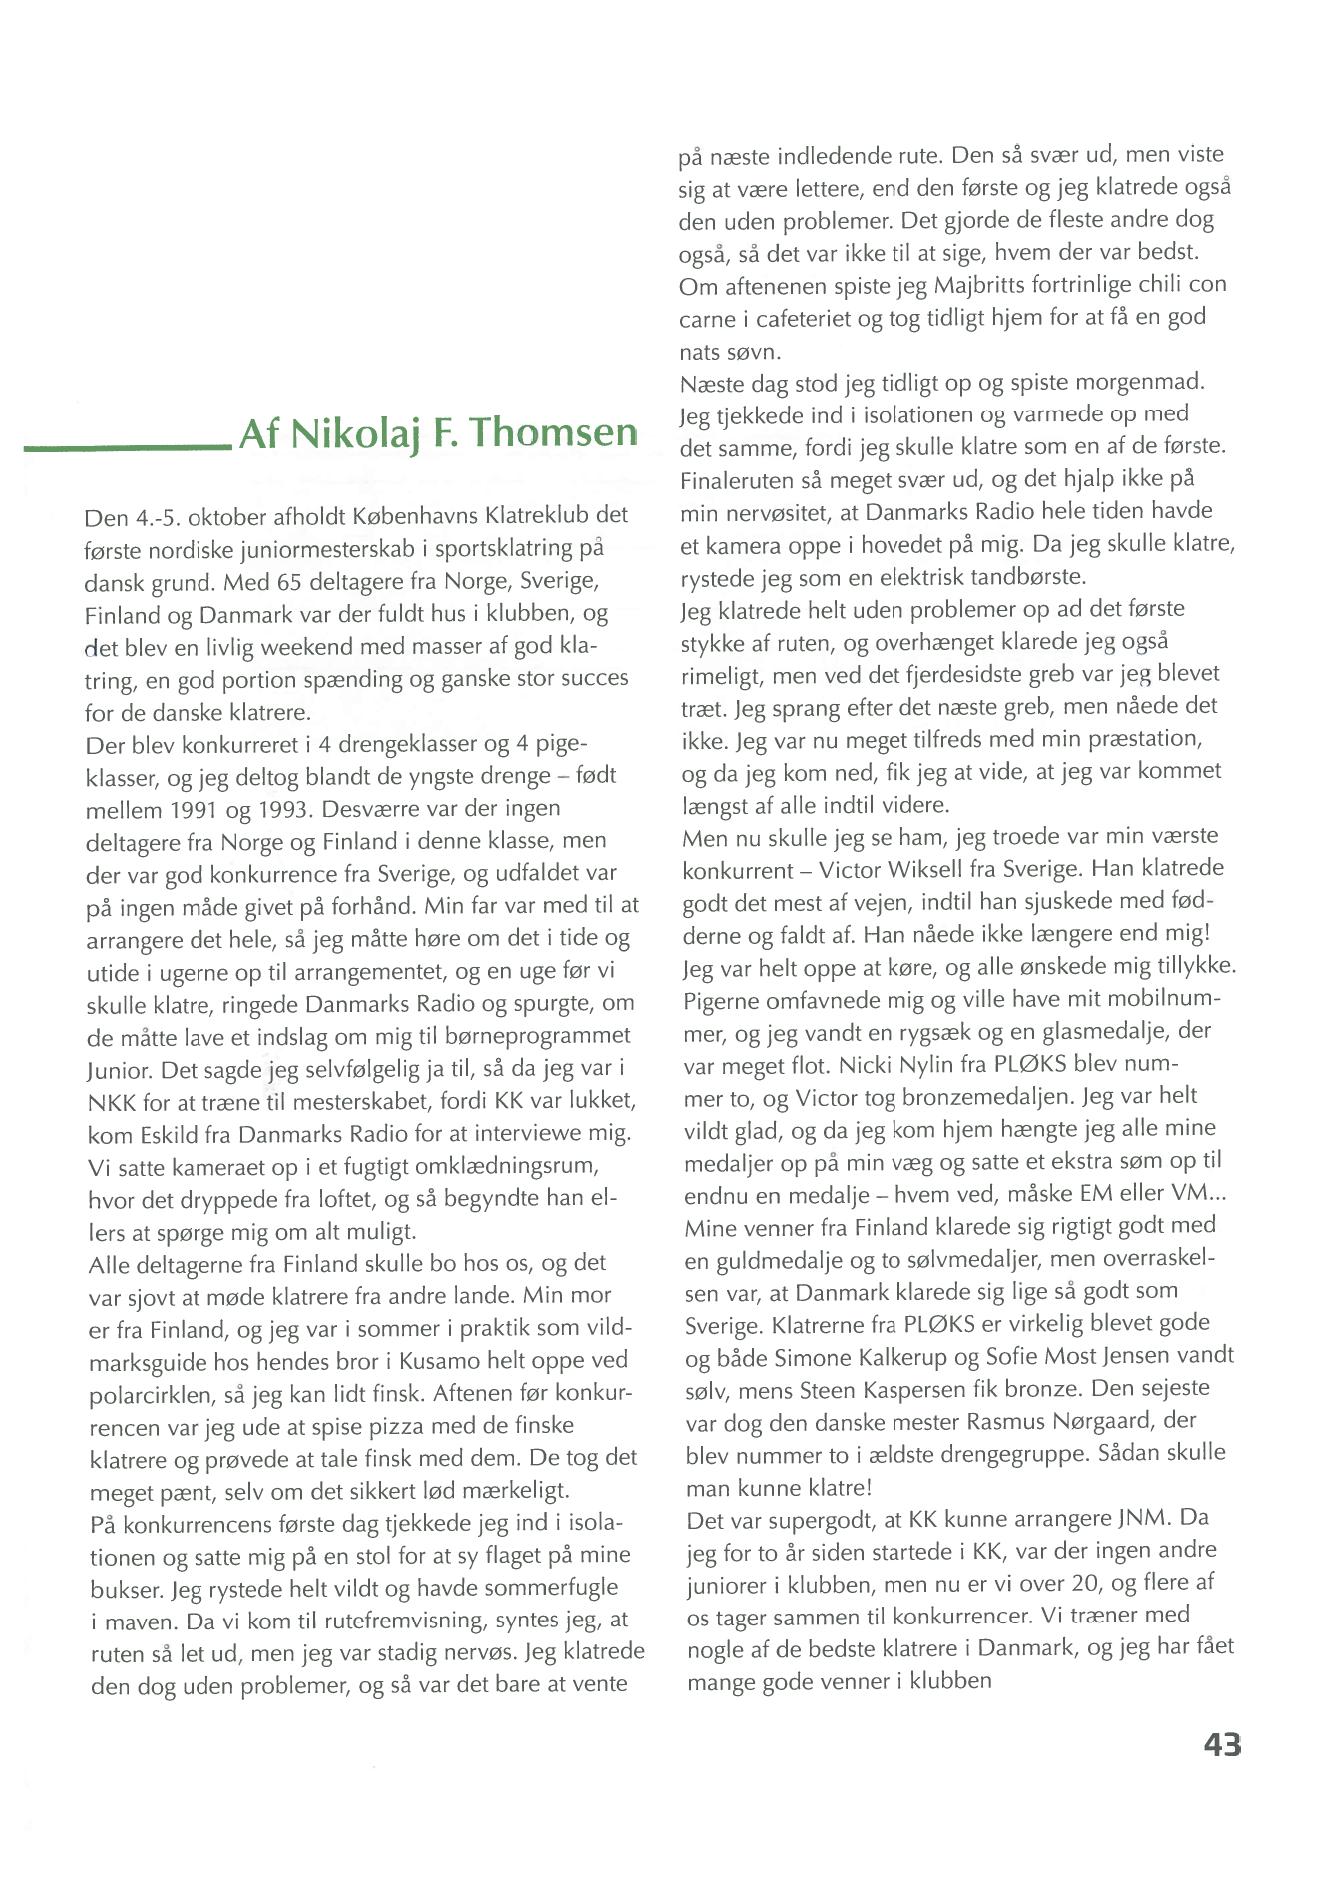 Af Nikolaj F. Thomsen
Den 4.-5. oktober afholdt Københavns Klatreklub det
første nordiske juniormesterskab i sportsklatring på
dansk grund. Med 65 deltagere fra Norge, Sverige,
Finland og Danmark var der fuldt hus i klubben, og
det blev en livlig weekend med masser af god kla-
tring, en god portion spænding og ganske stor succes
for de danske klatrere.
Der blev konkurreret i 4 drengeklasser og 4 pige-
klasser, og jeg deltog blandt de yngste drenge – født
mellem 1991 og 1993. Desværre var der ingen
deltagere fra Norge og Finland i denne klasse, men
der var god konkurrence fra Sverige, og udfaldet var
på ingen måde givet på forhånd. Min far var med til at
arrangere det hele, så jeg måtte høre om det i tide og
utide i ugerne op til arrangementet, og en uge før vi
skulle klatre, ringede Danmarks Radio og spurgte, om
de måtte lave et indslag om mig til børneprogrammet
Junior. Det sagde jeg selvfølgelig ja til, så da jeg var i
NKK for at træne til mesterskabet, fordi KK var lukket,
kom Eskild fra Danmarks Radio for at interviewe mig.
Vi satte kameraet op i et fugtigt omklædningsrum,
hvor det dryppede fra loftet, og så begyndte han el-
lers at spørge mig om alt muligt.
Alle deltagerne fra Finland skulle bo hos os, og det
var sjovt at møde klatrere fra andre lande. Min mor
er fra Finland, og jeg var i sommer i praktik som vild-
marksguide hos hendes bror i Kusamo helt oppe ved
polarcirklen, så jeg kan lidt finsk. Aftenen før konkur-
rencen var jeg ude at spise pizza med de finske
klatrere og prøvede at tale finsk med dem. De tog det
meget pænt, selv om det sikkert lød mærkeligt.
På konkurrencens første dag tjekkede jeg ind i isola-
tionen og satte mig på en stol for at sy flaget på mine
bukser. Jeg rystede helt vildt og havde sommerfugle
i maven. Da vi kom til rutefremvisning, syntes jeg, at
ruten så let ud, men jeg var stadig nervøs. Jeg klatrede
den dog uden problemer, og så var det bare at vente
på næste indledende rute. Den så svær ud, men viste
sig at være lettere, end den første og jeg klatrede også
den uden problemer. Det gjorde de fleste andre dog
også, så det var ikke til at sige, hvem der var bedst.
Om aftenenen spiste jeg Majbritts fortrinlige chili con
carne i cafeteriet og tog tidligt hjem for at få en god
nats søvn.
Næste dag stod jeg tidligt op og spiste morgenmad.
Jeg tjekkede ind i isolationen og varmede op med
det samme, fordi jeg skulle klatre som en af de første.
Finaleruten så meget svær ud, og det hjalp ikke på
min nervøsitet, at Danmarks Radio hele tiden havde
et kamera oppe i hovedet på mig. Da jeg skulle klatre,
rystede jeg som en elektrisk tandbørste.
Jeg klatrede helt uden problemer op ad det første
stykke af ruten, og overhænget klarede jeg også
rimeligt, men ved det fjerdesidste greb var jeg blevet
træt. Jeg sprang efter det næste greb, men nåede det
ikke. Jeg var nu meget tilfreds med min præstation,
og da jeg kom ned, fik jeg at vide, at jeg var kommet
længst af alle indtil videre.
Men nu skulle jeg se ham, jeg troede var min værste
konkurrent – Victor Wiksell fra Sverige. Han klatrede
godt det mest af vejen, indtil han sjuskede med fød-
derne og faldt af. Han nåede ikke længere end mig!
Jeg var helt oppe at køre, og alle ønskede mig tillykke.
Pigerne omfavnede mig og ville have mit mobilnum-
mer, og jeg vandt en rygsæk og en glasmedalje, der
var meget flot. Nicki Nylin fra PLØKS blev num-
mer to, og Victor tog bronzemedaljen. Jeg var helt
vildt glad, og da jeg kom hjem hængte jeg alle mine
medaljer op på min væg og satte et ekstra søm op til
endnu en medalje – hvem ved, måske EM eller VM...
Mine venner fra Finland klarede sig rigtigt godt med
en guldmedalje og to sølvmedaljer, men overraskel-
sen var, at Danmark klarede sig lige så godt som
Sverige. Klatrerne fra PLØKS er virkelig blevet gode
og både Simone Kalkerup og Sofie Most Jensen vandt
sølv, mens Steen Kaspersen fik bronze. Den sejeste
var dog den danske mester Rasmus Nørgaard, der
blev nummer to i ældste drengegruppe. Sådan skulle
man kunne klatre!
Det var supergodt, at KK kunne arrangere JNM. Da
jeg for to år siden startede i KK, var der ingen andre
juniorer i klubben, men nu er vi over 20, og flere af
os tager sammen til konkurrencer. Vi træner med
nogle af de bedste klatrere i Danmark, og jeg har fået
mange gode venner i klubben
43